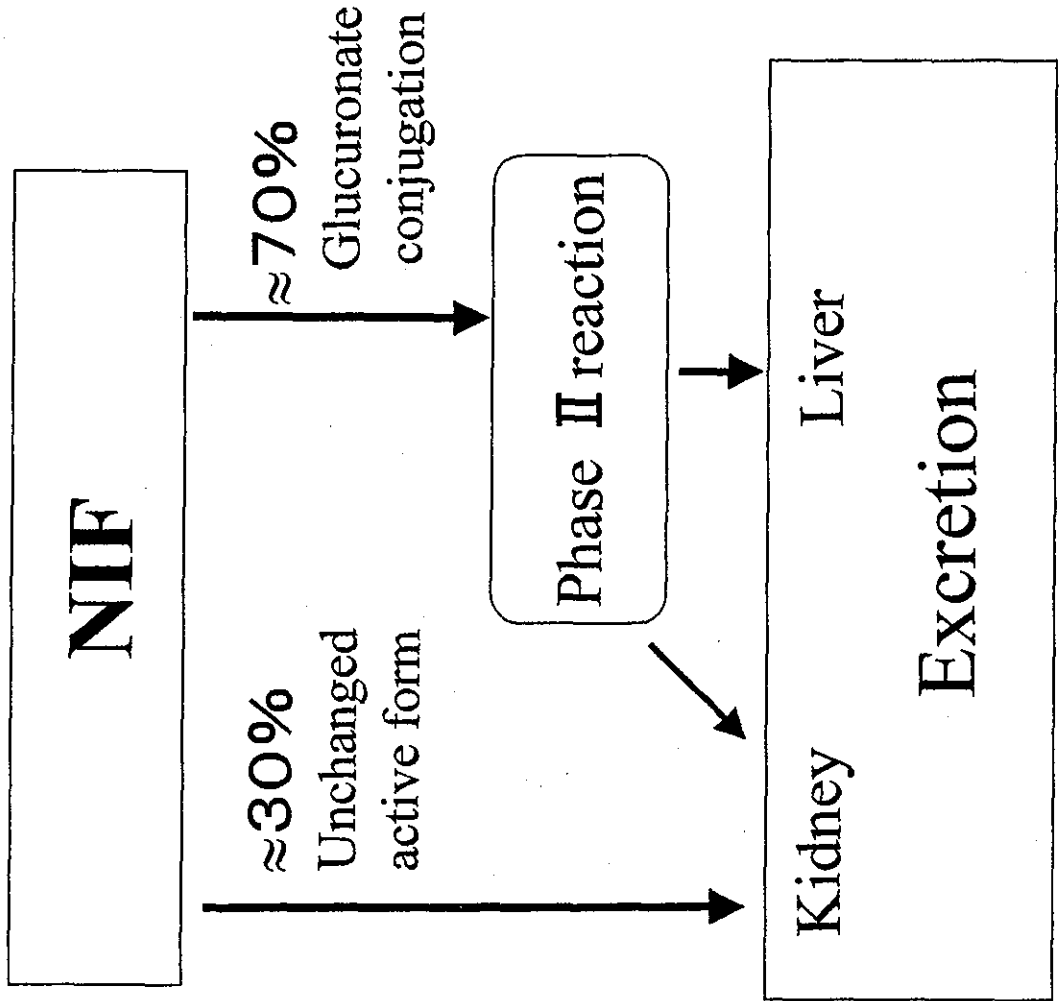 NIF
≈30%
Unchanged
active form
≈70%
Glucuronate
conjugation
Phase II reaction
Kidney
Liver
Excretion